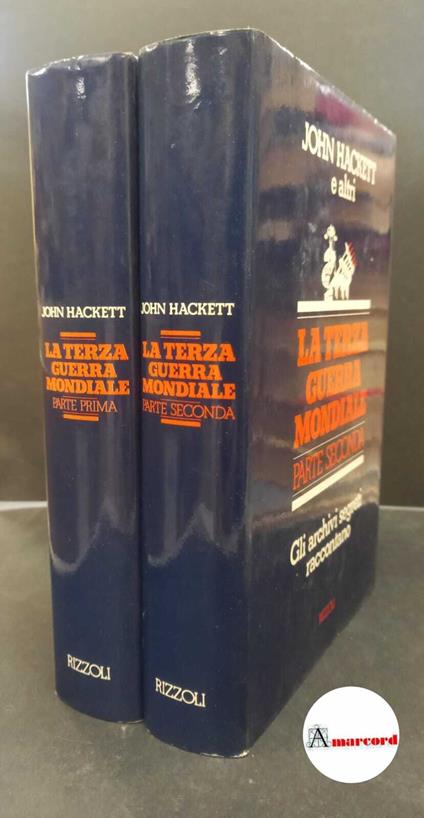 JOHN HACKETT
LA TERZA
GUERRA
MONDIALE
PARTE PRIMA
RIZZOLI
JOHN HACKETT
LA TERZA
GUERRA
MONDIALE
PARTE SECONDA
RIZZOLI
JOHN HACKETT
e altri
LA TERZA
GUERRA
MONDIALE
PARTE SECONDA
Gli archivi segreti
raccontano
RIZZOLI
Amarcord